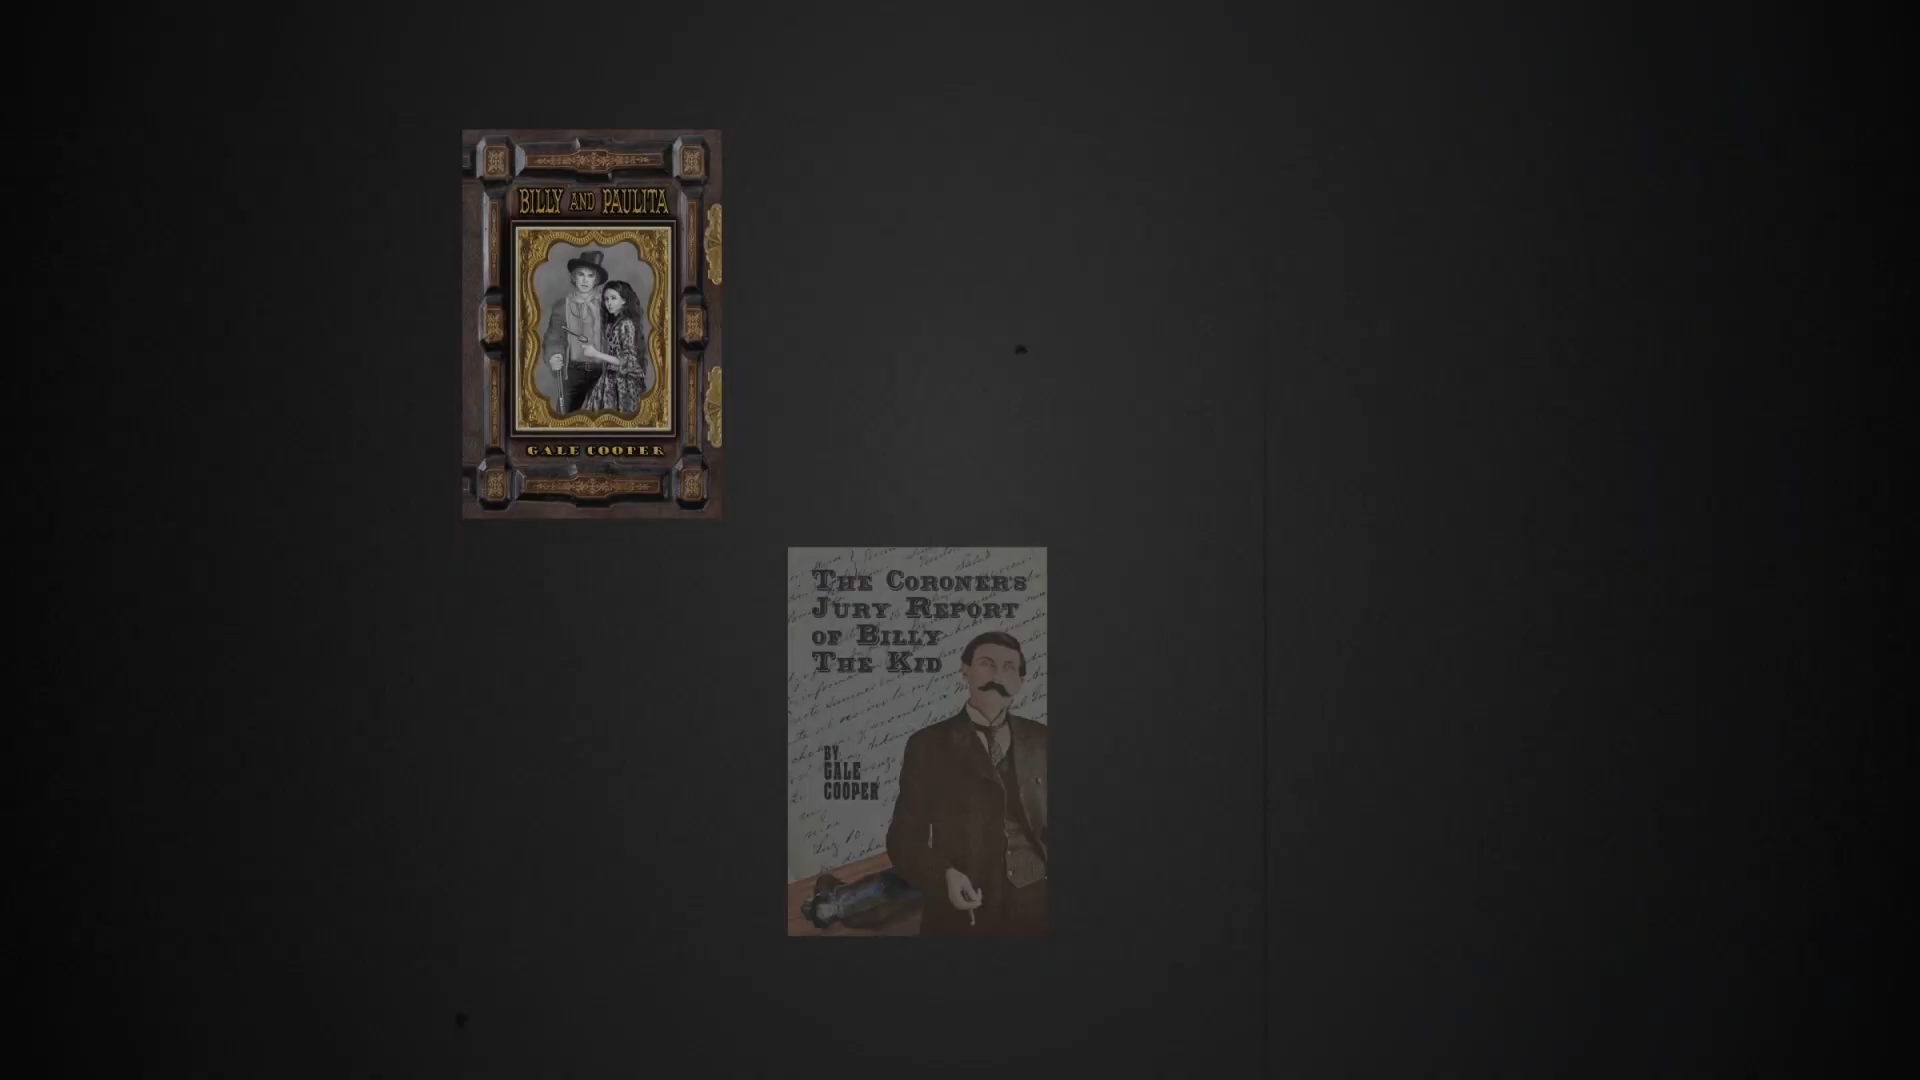 BILLY AND PAULITA
GALE COOPER
THE CORONER'S
JURY REPORT
OF BILLY
THE KID
BY
GALE
COOPER